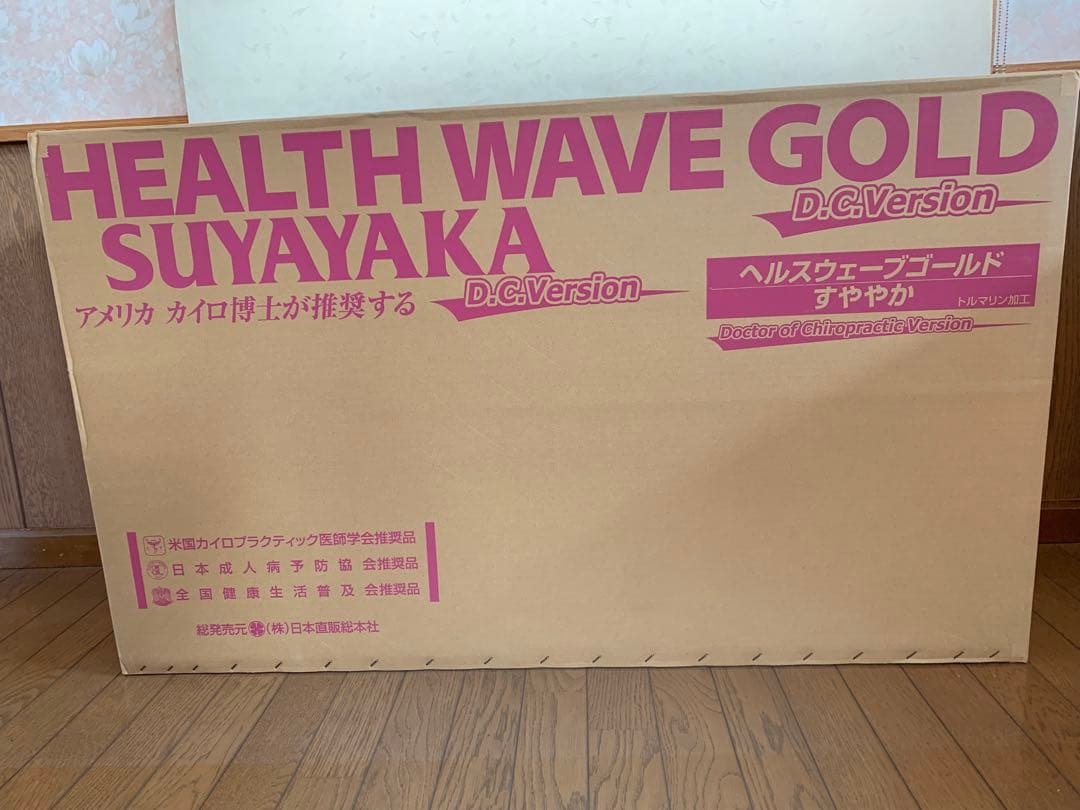 HEALTH WAVE GOLD
D.C.Version
SUYAYAKA
D.C.Version
アメリカ カイロ博士が推奨する
ヘルスウェーブゴールド
すややか
トルマリン加工
Doctor of Chiropractic Version
米国カイロプラクティック医師学会推奨品
日本成人病予防協会推奨品
全国健康生活普及会推奨品
総発売元 (株)日本直販総本社